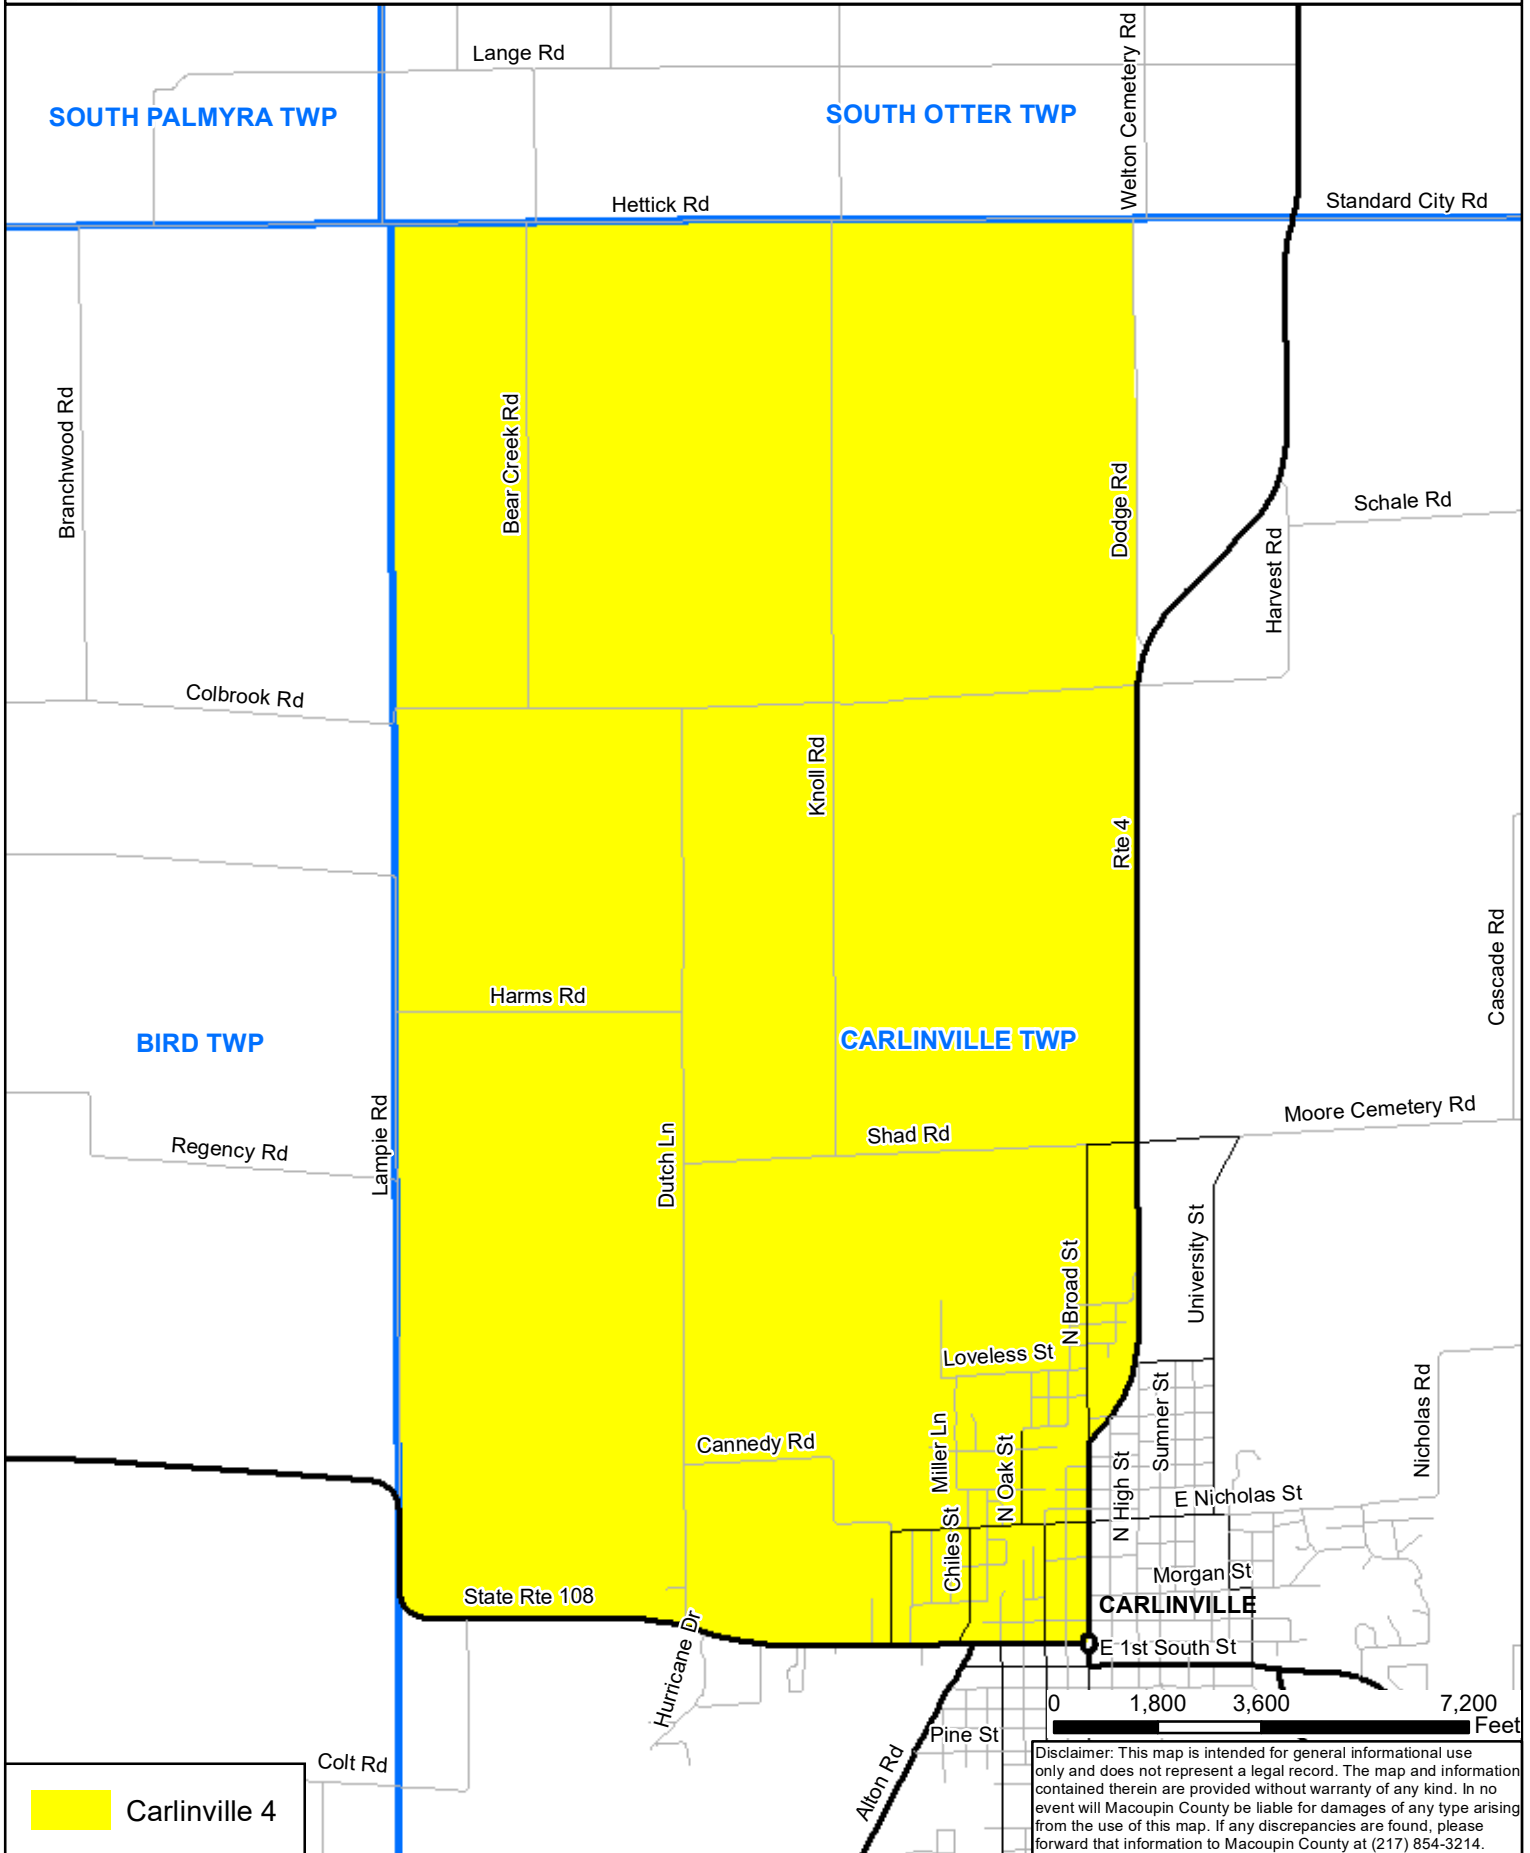 Lange Rd
Welton Cemetery Rd
SOUTH PALMYRA TWP
SOUTH OTTER TWP
Hettick Rd
Standard City Rd
Branchwood Rd
Bear Creek Rd
Dodge Rd
Schale Rd
Harvest Rd
Colbrook Rd
Knoll Rd
Rte 4
Cascade Rd
Harms Rd
BIRD TWP
CARLINVILLE TWP
Lampie Rd
Regency Rd
Dutch Ln
Shad Rd
Moore Cemetery Rd
N Broad St
University St
Loveless St
Sumner St
Nicholas Rd
Cannedy Rd
Miller Ln
N Oak St
N High St
E Nicholas St
Chiles St
Morgan St
State Rte 108
CARLINVILLE
Hurricane Dr
E 1st South St
0 1,800 3,600 7,200
Feet
Pine St
Alton Rd
Colt Rd
Carlinville 4
Disclaimer: This map is intended for general informational use
only and does not represent a legal record. The map and information
contained therein are provided without warranty of any kind. In no
event will Macoupin County be liable for damages of any type arising
from the use of this map. If any discrepancies are found, please
forward that information to Macoupin County at (217) 854-3214.